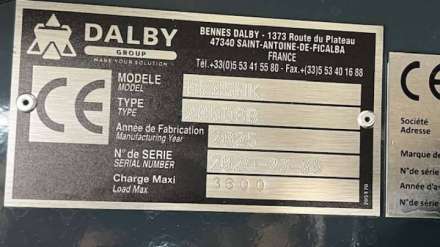 DALBY
GROUP
MAKE YOUR SOLUTION
BENNES DALBY - 1373 Route du Plateau
47340 SAINT-ANTOINE-DE-FICALBA
FRANCE
Tél.+33(0)5 53 41 55 80 - Fax.+(33)5 53 40 16 88
CE
MODELE
MODEL
TYPE
TYPE
Année de Fabrication
Manufacturing Year
N° de SERIE
SERIAL NUMBER
Charge Maxi
Load Max
3600
CE
Société
Adresse
Marque de
N°de série
Année d'
N°de série